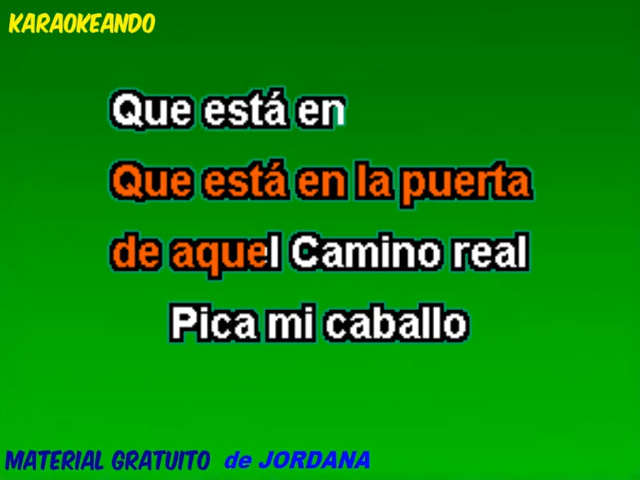 KARAOKEANDO
Que está en
Que está en la puerta
de aquel Camino real
Pica mi caballo
MATERIAL GRATUITO de JORDANA